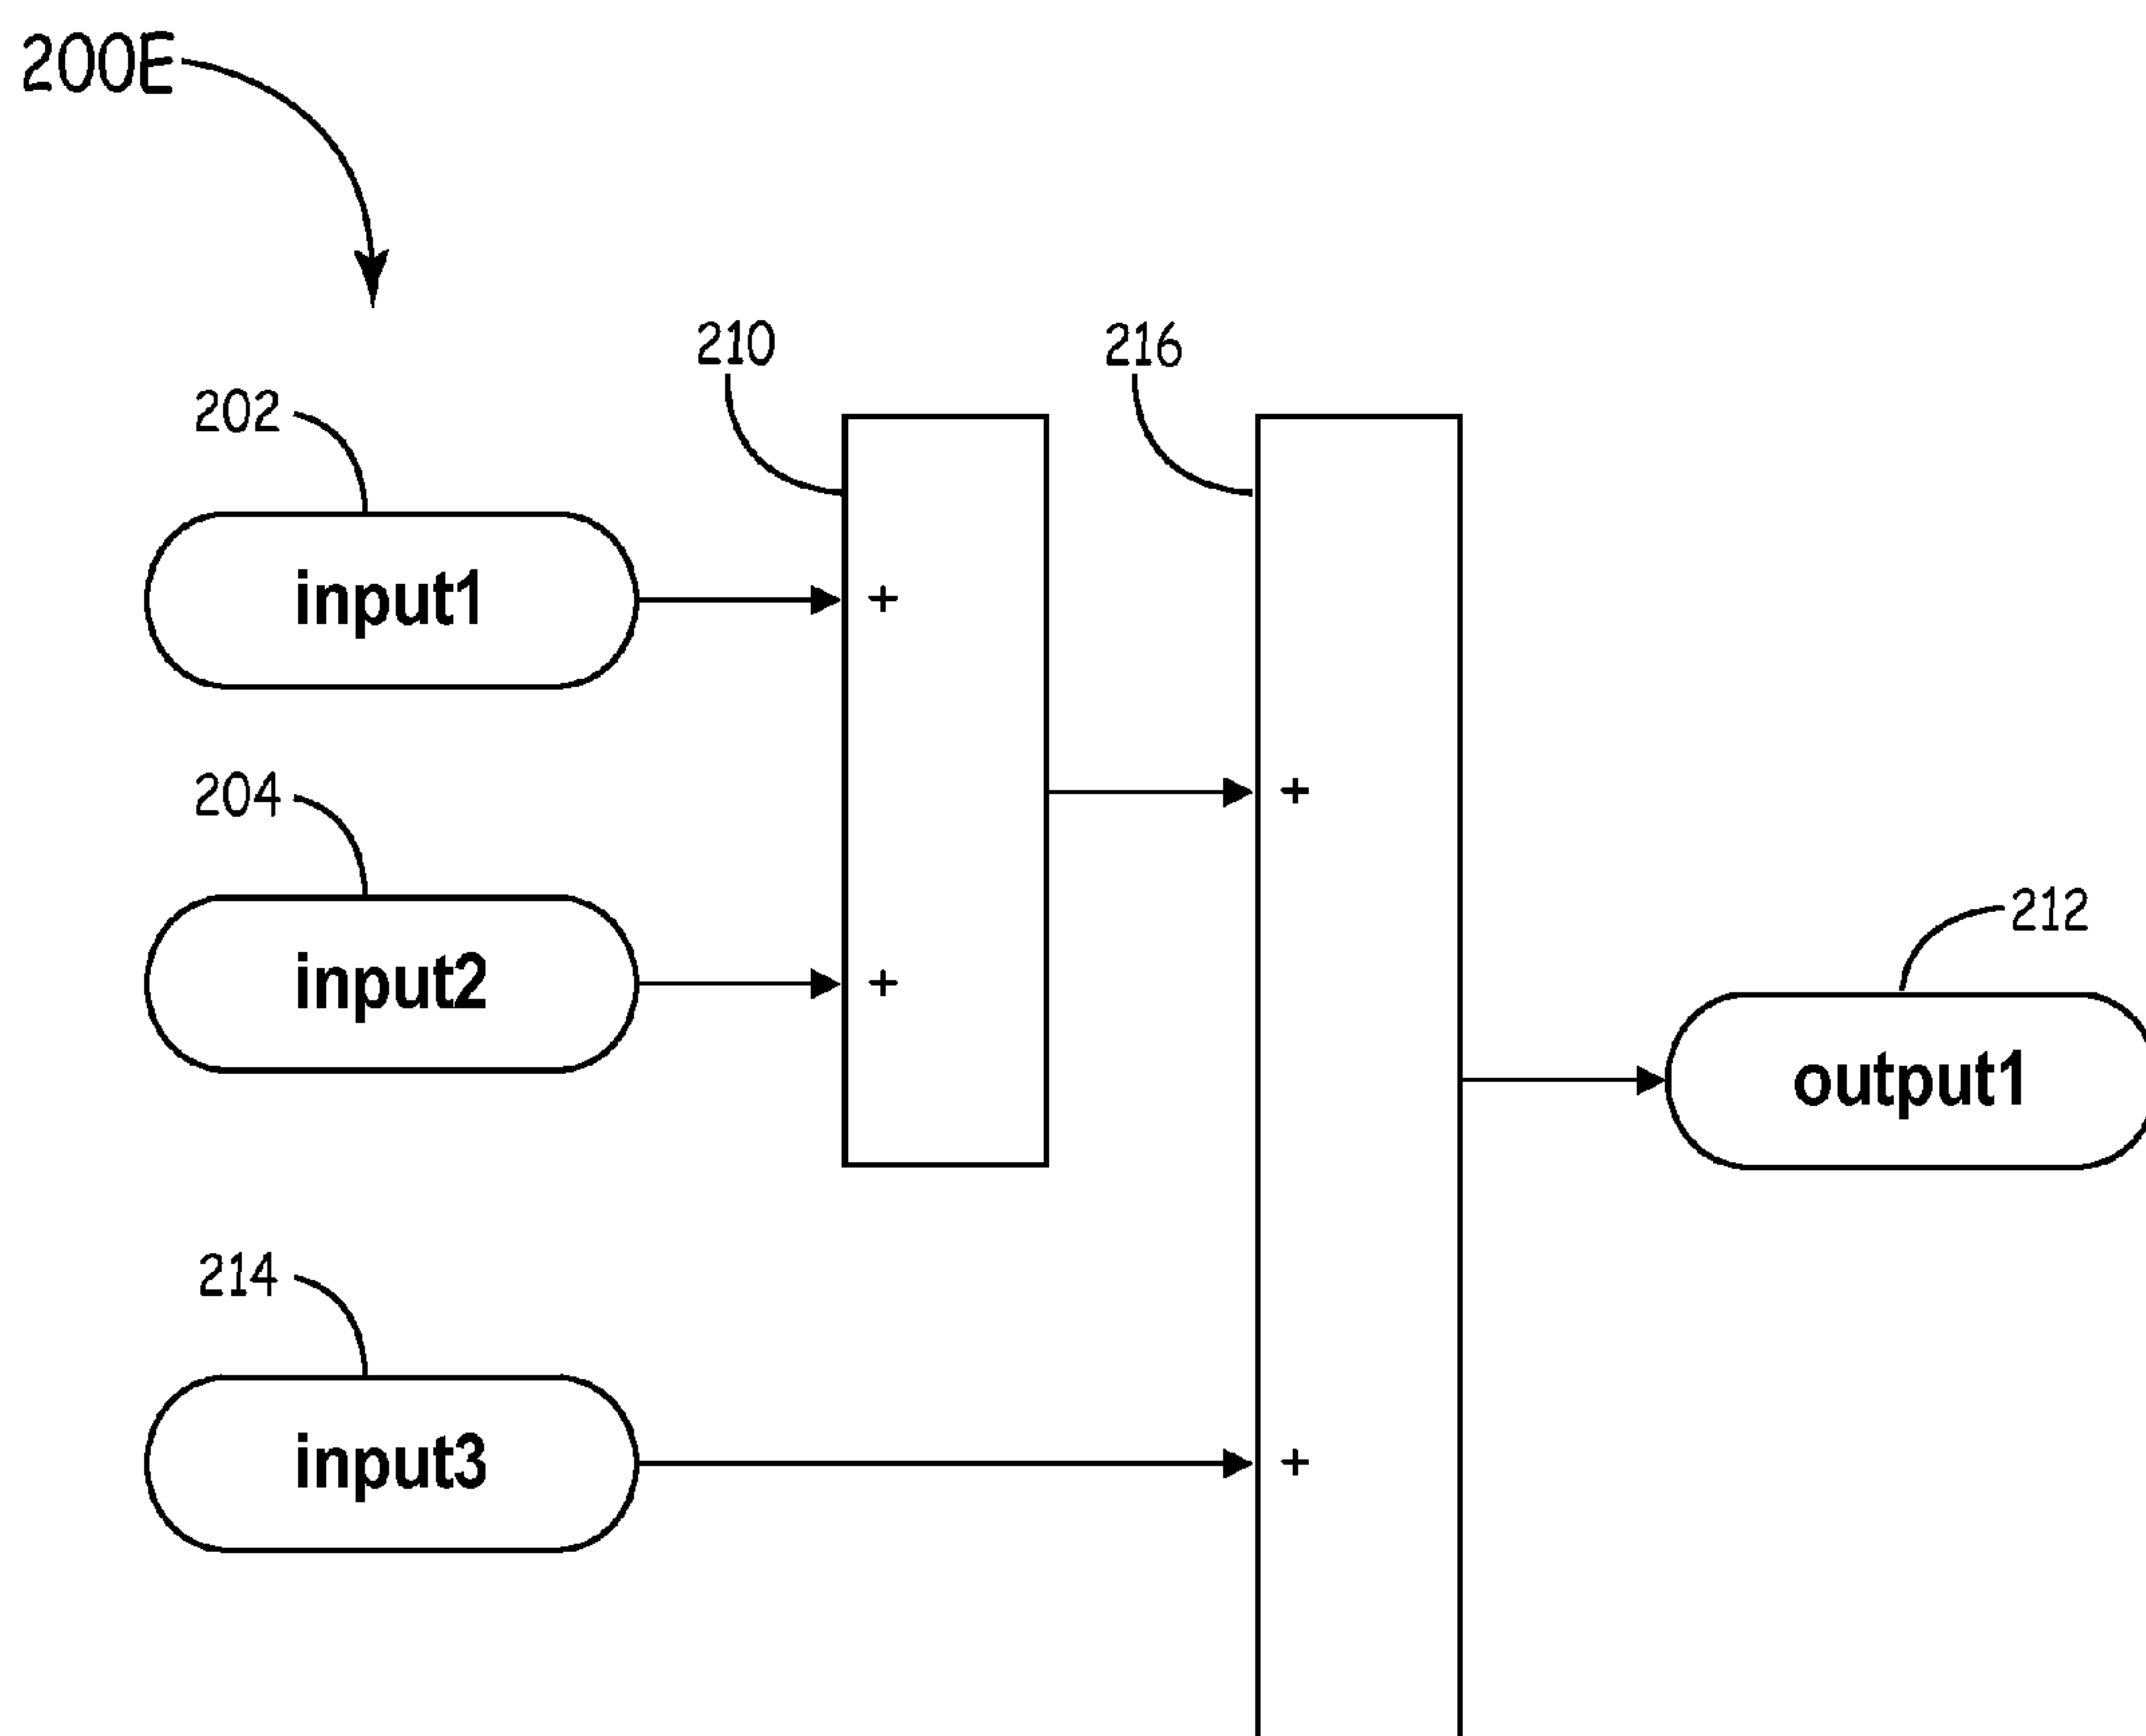 200E
210
216
202
input1
+
204
+
input2
+
212
output1
214
input3
+